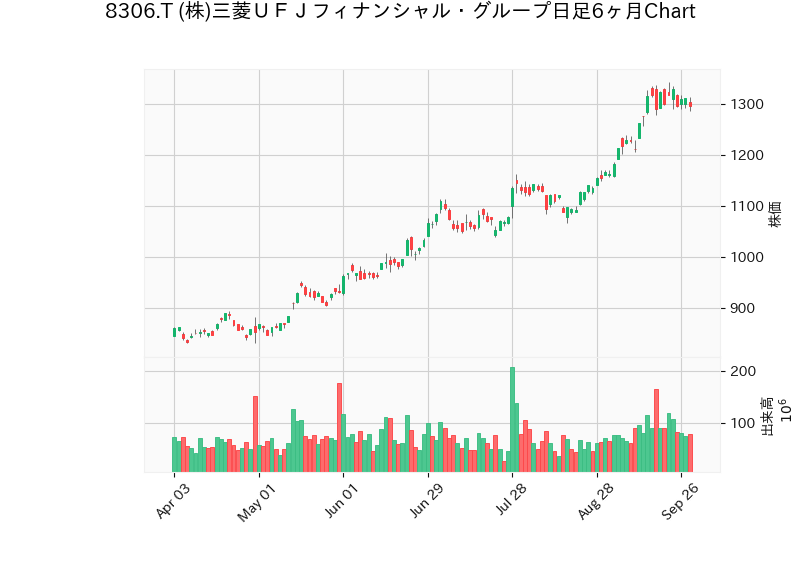 8306.T (株)三菱ＵＦＪフィナンシャル・グループ日足6ヶ月Chart
1300
1200
1100
1000
900
株価
200
100
出来高
10⁶
Apr 03
May 01
Jun 01
Jun 29
Jul 28
Aug 28
Sep 26